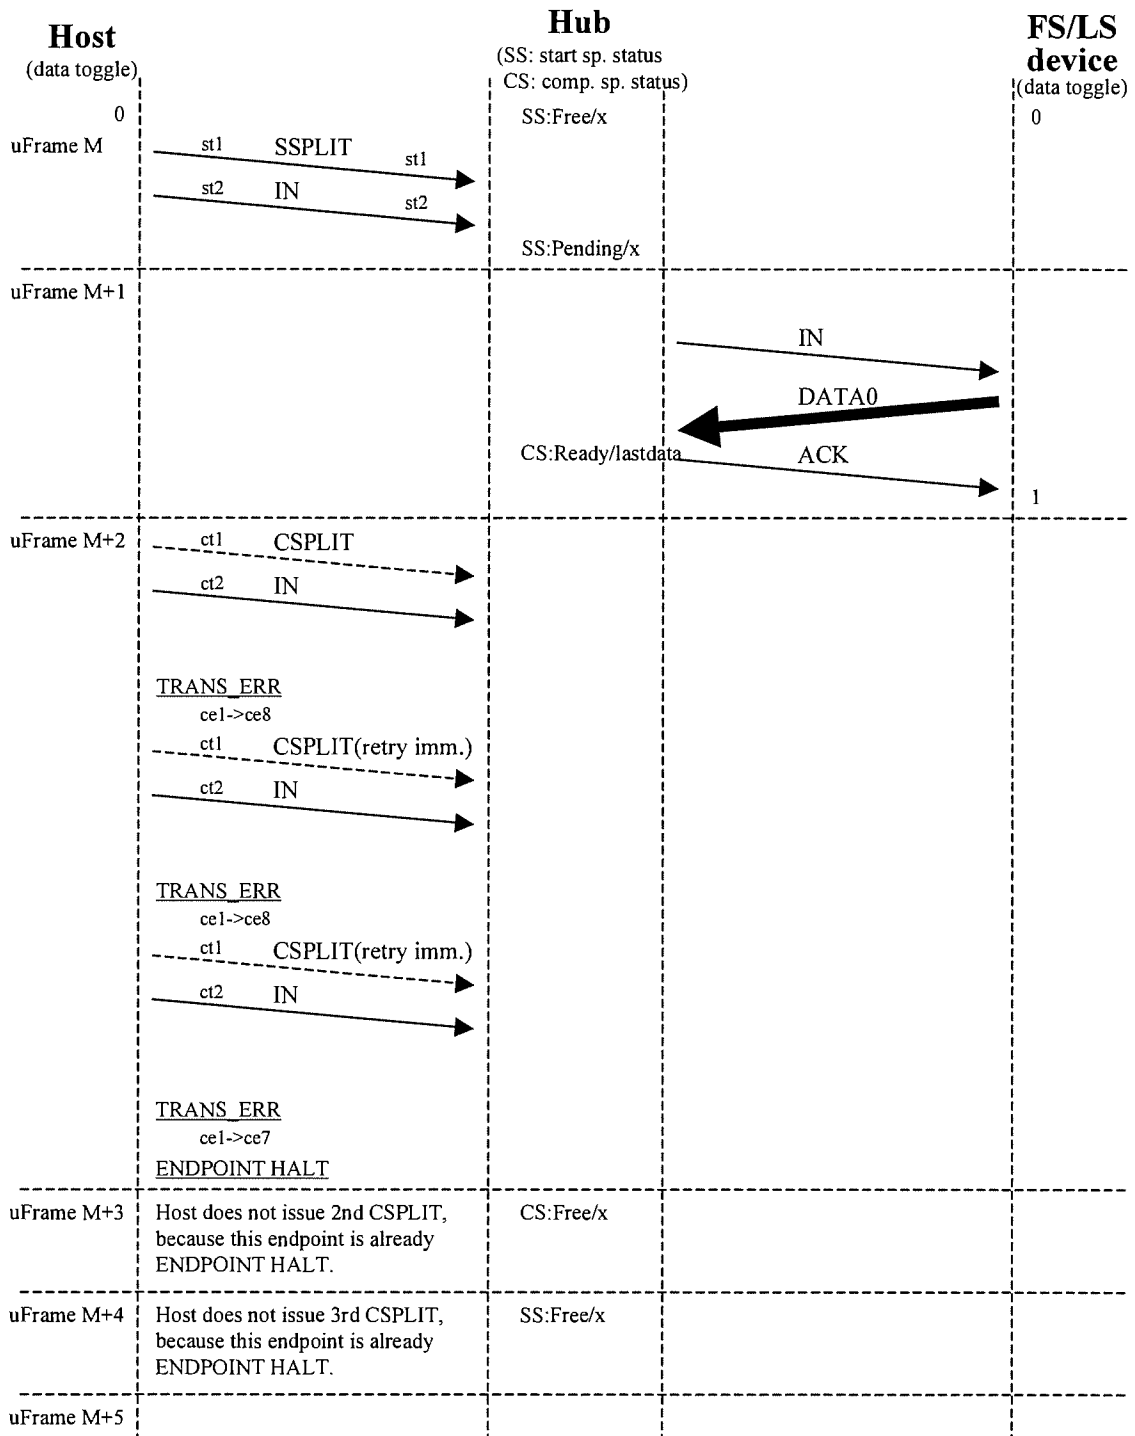 Host
(data toggle)
Hub
(SS: start sp. status
CS: comp. sp. status)
FS/LS
device
(data toggle)
0
SS:Free/x
0
uFrame M
st1 SSPLIT st1
st2 IN st2
SS:Pending/x
uFrame M+1
IN
DATA0
CS:Ready/lastdata
ACK
1
uFrame M+2
ct1 CSPLIT
ct2 IN
TRANS_ERR
ce1->ce8
ct1 CSPLIT(retry imm.)
ct2 IN
TRANS_ERR
ce1->ce8
ct1 CSPLIT(retry imm.)
ct2 IN
TRANS_ERR
ce1->ce7
ENDPOINT HALT
uFrame M+3
Host does not issue 2nd CSPLIT,
because this endpoint is already
ENDPOINT HALT.
CS:Free/x
uFrame M+4
Host does not issue 3rd CSPLIT,
because this endpoint is already
ENDPOINT HALT.
SS:Free/x
uFrame M+5